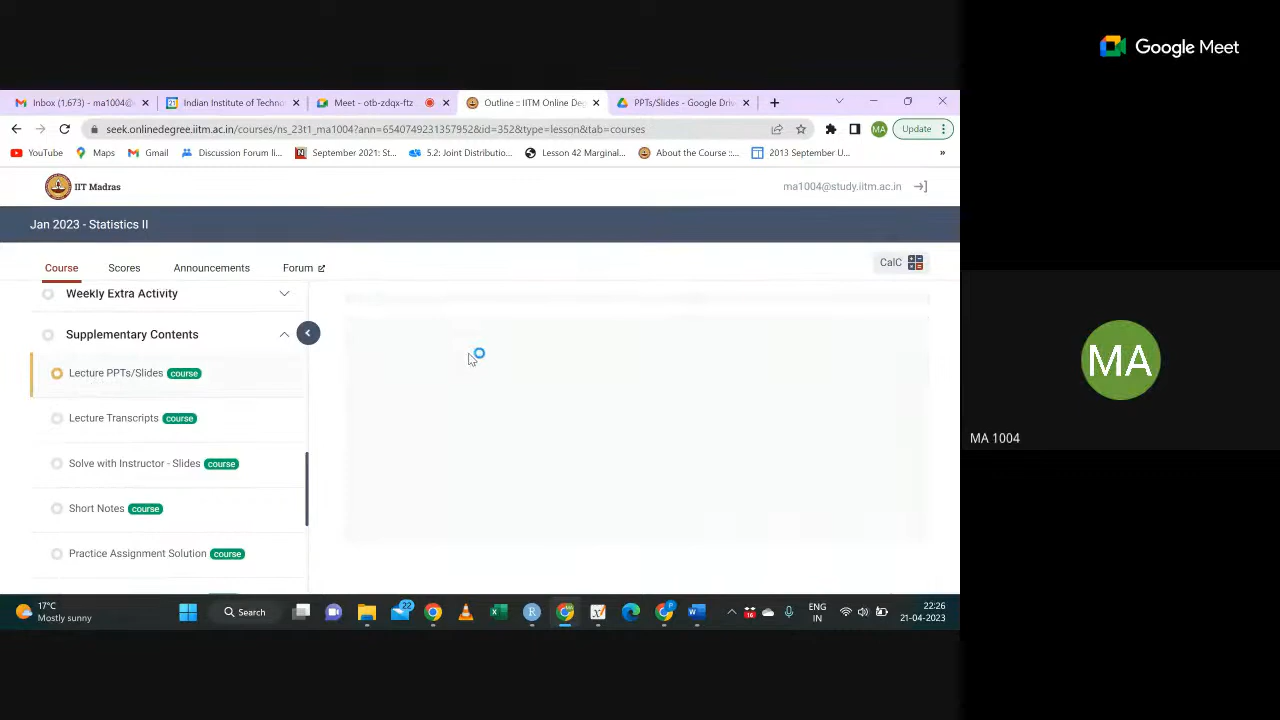 Google Meet
Inbox (1,673) - ma1004@
Indian Institute of Techno
Meet - otb-zdqx-ftz
Outline :: IITM Online De
PPTs/Slides - Google Driv
seek.onlinedegree.iitm.ac.in/courses/ns_23t1_ma1004?ann=6540749231357952&id=352&type=lesson&tab=courses
MA
Update
YouTube
Maps
Gmail
Discussion Forum li...
September 2021: St...
5.2: Joint Distributio...
Lesson 42 Marginal...
About the Course ::...
2013 September U...
»
IIT Madras
ma1004@study.iitm.ac.in
Jan 2023 - Statistics II
Course
Scores
Announcements
Forum
CalC
Weekly Extra Activity
Supplementary Contents
Lecture PPTs/Slides course
Lecture Transcripts course
Solve with Instructor - Slides course
Short Notes course
Practice Assignment Solution course
MA
MA 1004
17°C
Mostly sunny
Search
22
16
ENG
IN
22:26
21-04-2023